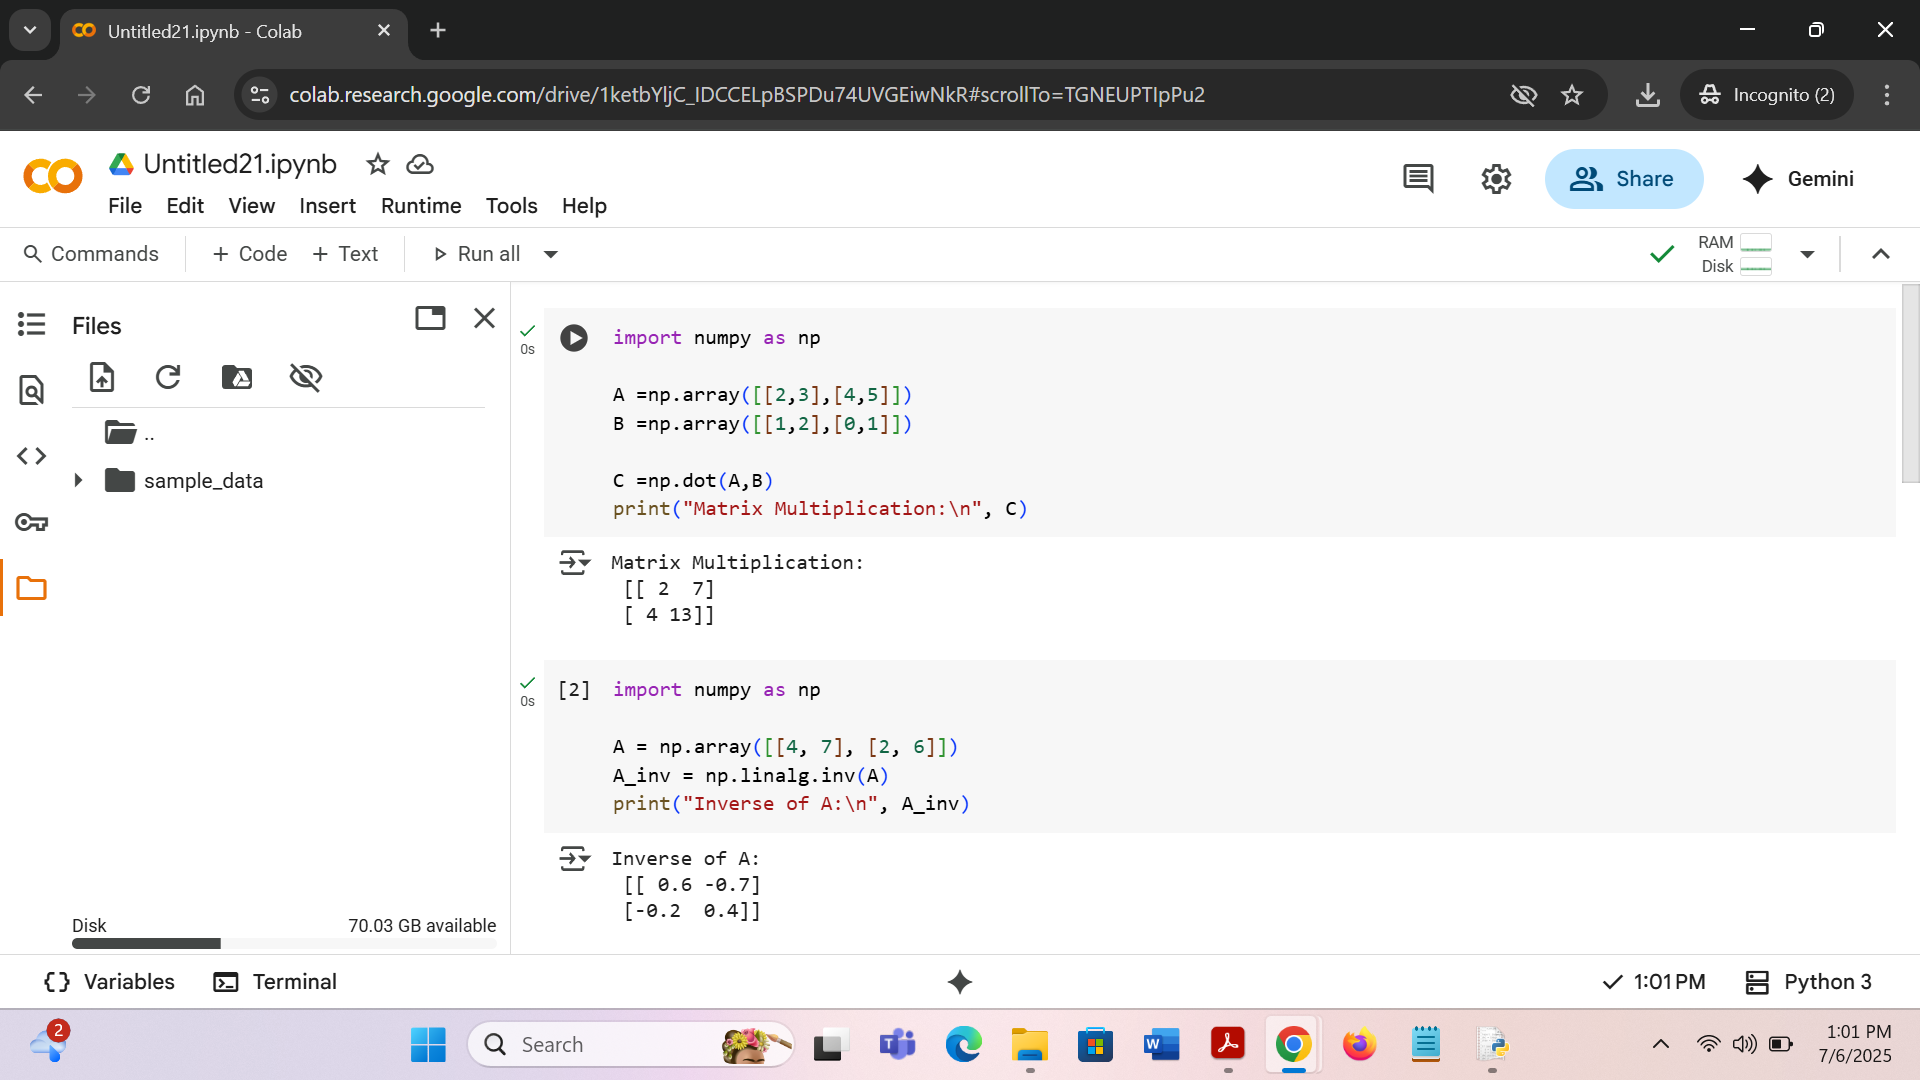 Untitled21.ipynb - Colab
colab.research.google.com/drive/1ketbYljC_IDCCELpBSPDu74UVGEiwNkR#scrollTo=TGNEUPTIpPu2
Incognito (2)
Untitled21.ipynb
File Edit View Insert Runtime Tools Help
Share
Gemini
Commands + Code + Text Run all
RAM
Disk
Files
..
sample_data
Disk 70.03 GB available
0s
import numpy as np
A =np.array([[2,3],[4,5]])
B =np.array([[1,2],[0,1]])
C =np.dot(A,B)
print("Matrix Multiplication:\n", C)
Matrix Multiplication:
[[ 2  7]
[ 4 13]]
0s
[2] import numpy as np
A = np.array([[4, 7], [2, 6]])
A_inv = np.linalg.inv(A)
print("Inverse of A:\n", A_inv)
Inverse of A:
[[ 0.6 -0.7]
[-0.2  0.4]]
{} Variables Terminal
1:01 PM Python 3
2
Search
1:01 PM
7/6/2025